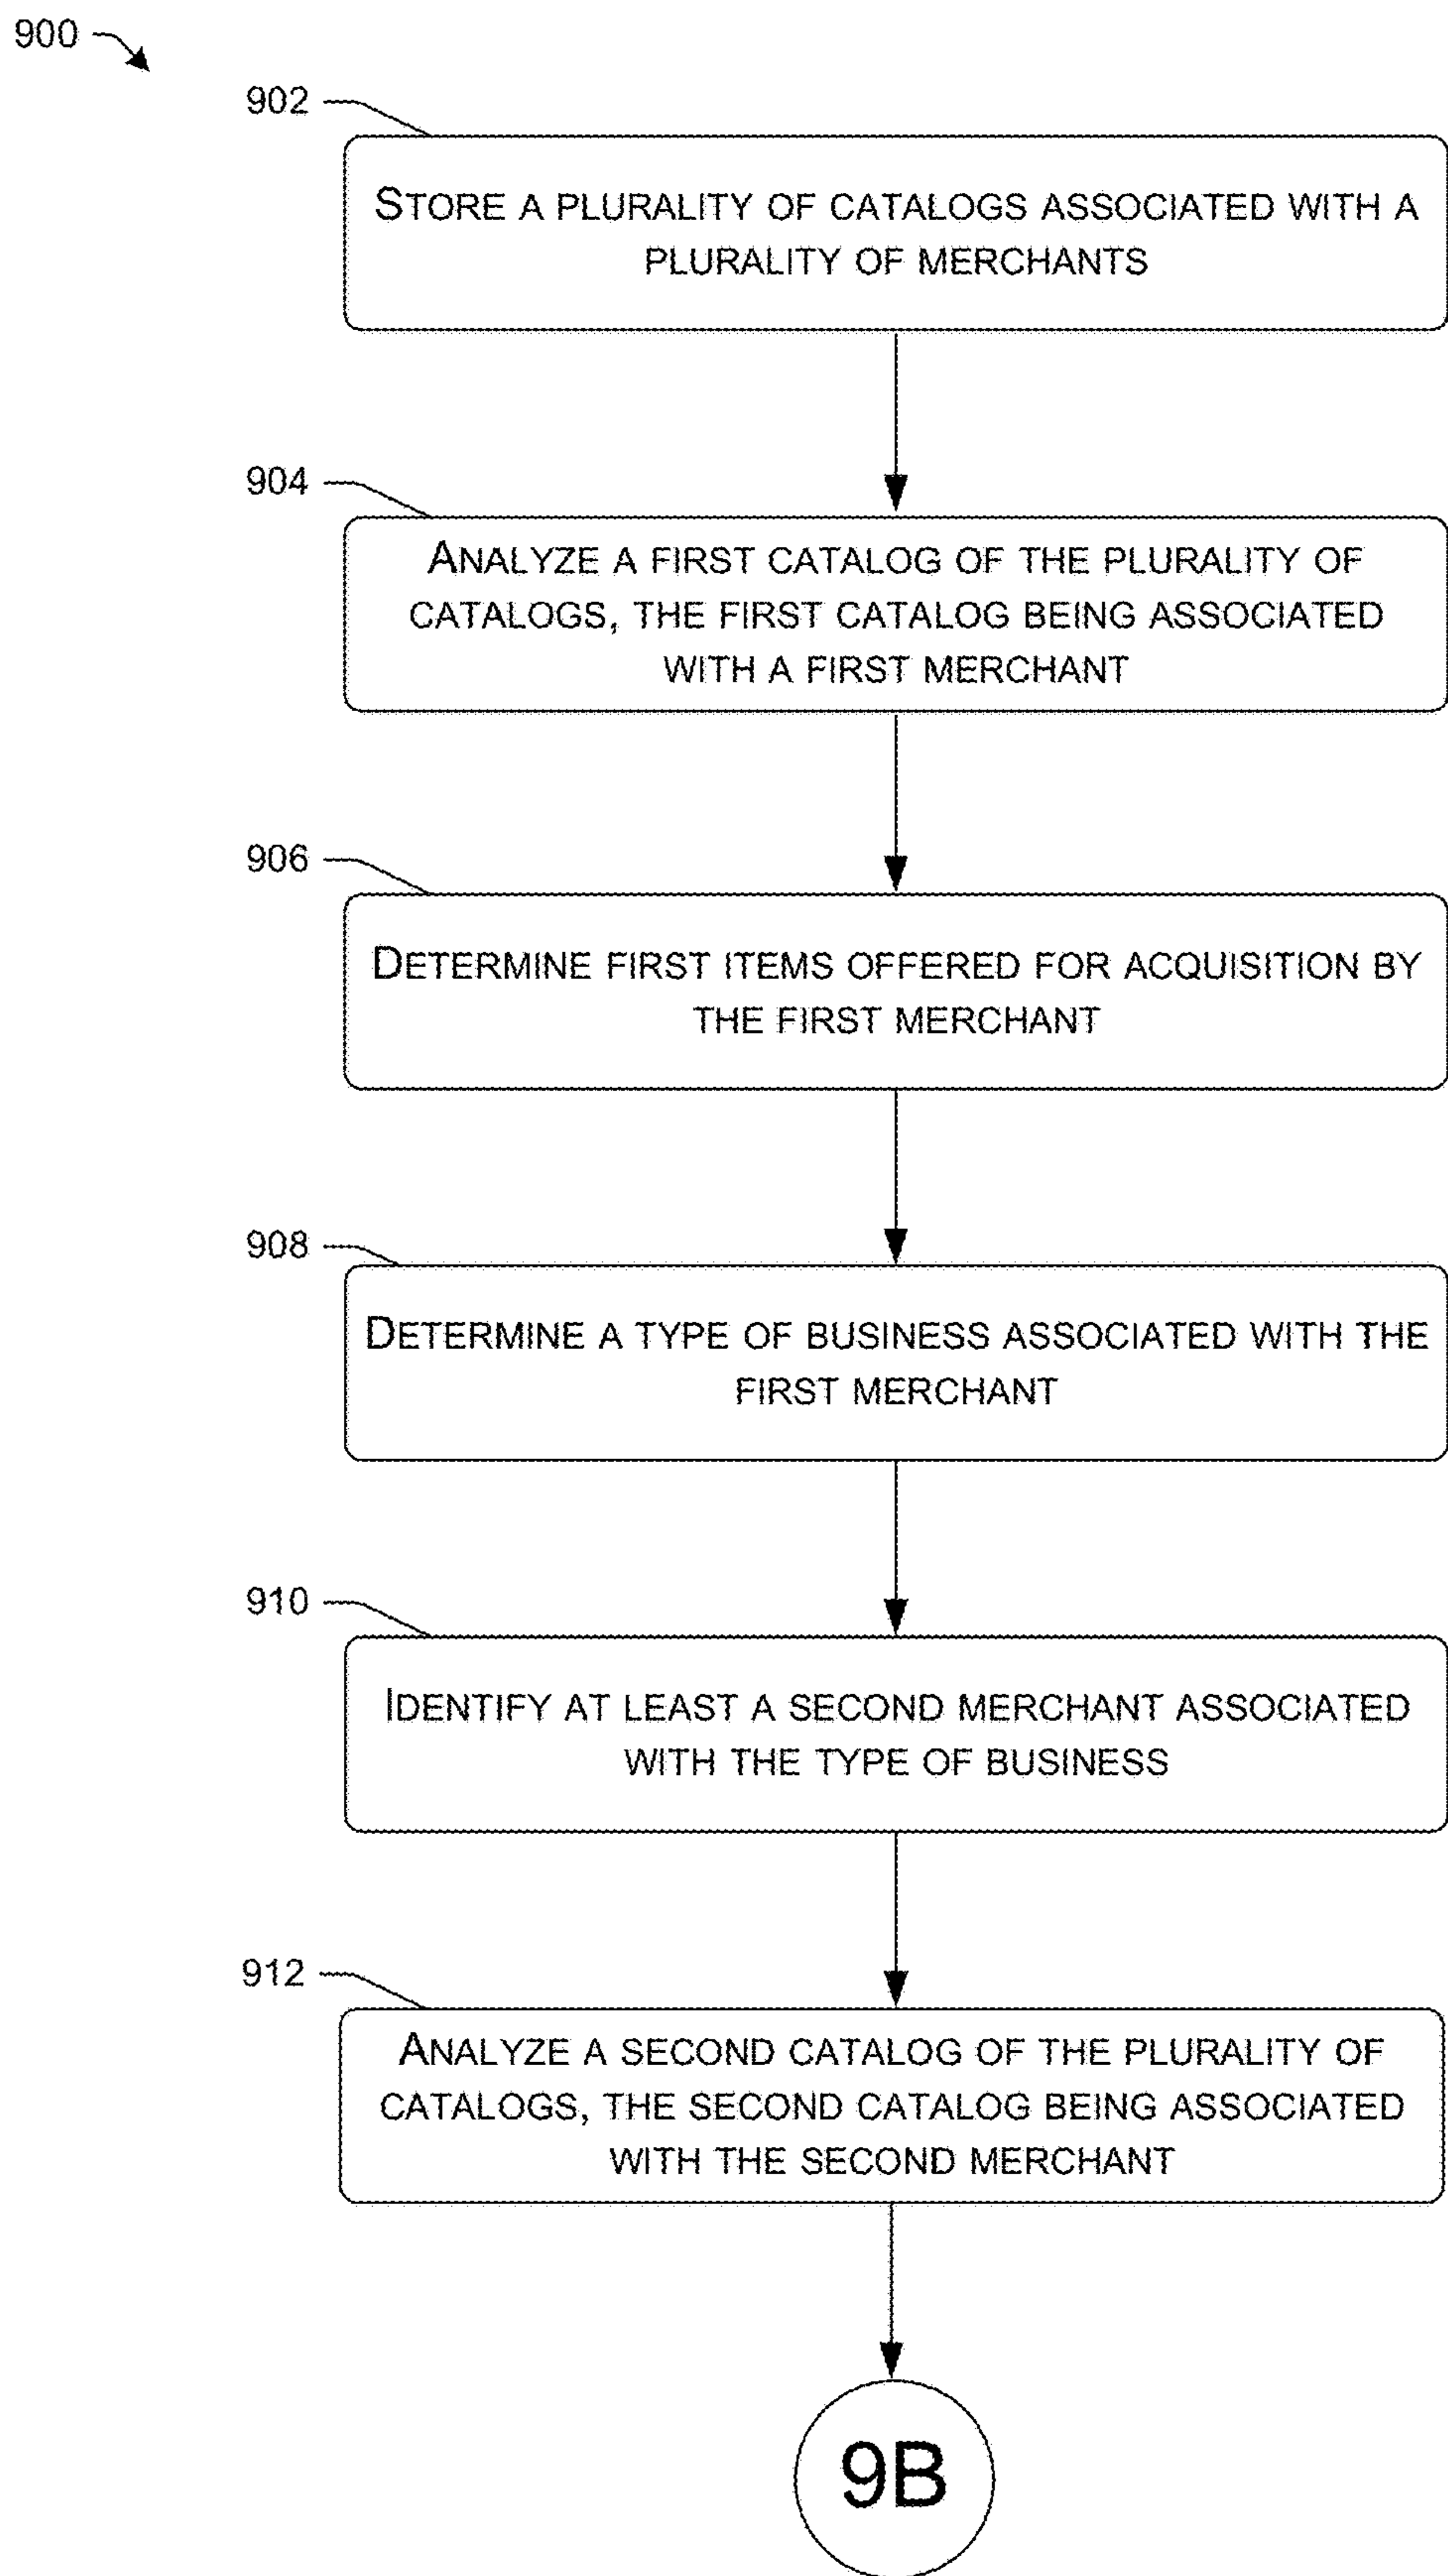 900
902
STORE A PLURALITY OF CATALOGS ASSOCIATED WITH A
PLURALITY OF MERCHANTS
904
ANALYZE A FIRST CATALOG OF THE PLURALITY OF
CATALOGS, THE FIRST CATALOG BEING ASSOCIATED
WITH A FIRST MERCHANT
906
DETERMINE FIRST ITEMS OFFERED FOR ACQUISITION BY
THE FIRST MERCHANT
908
DETERMINE A TYPE OF BUSINESS ASSOCIATED WITH THE
FIRST MERCHANT
910
IDENTIFY AT LEAST A SECOND MERCHANT ASSOCIATED
WITH THE TYPE OF BUSINESS
912
ANALYZE A SECOND CATALOG OF THE PLURALITY OF
CATALOGS, THE SECOND CATALOG BEING ASSOCIATED
WITH THE SECOND MERCHANT
9B